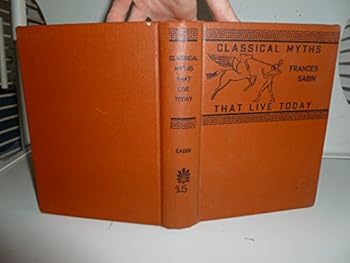 CLASSICAL
MYTHS
THAT
LIVE
TODAY
SABIN
15
CLASSICAL MYTHS
FRANCES
SABIN
THAT LIVE TODAY